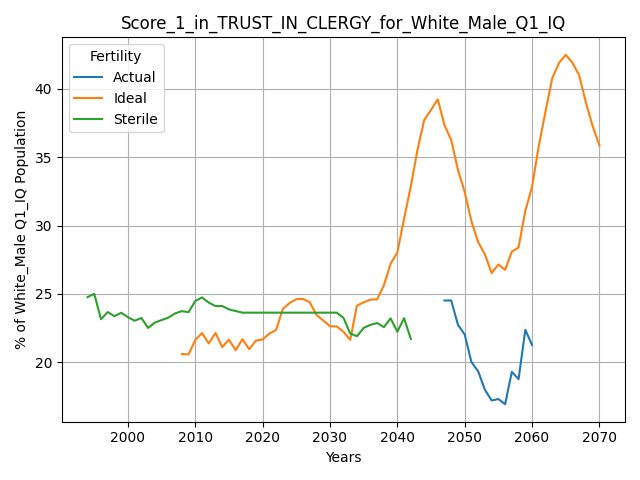 Score_1_in_TRUST_IN_CLERGY_for_White_Male_Q1_IQ
Fertility
Actual
Ideal
Sterile
% of White_Male Q1_IQ Population
40
35
30
25
20
2000 2010 2020 2030 2040 2050 2060 2070
Years